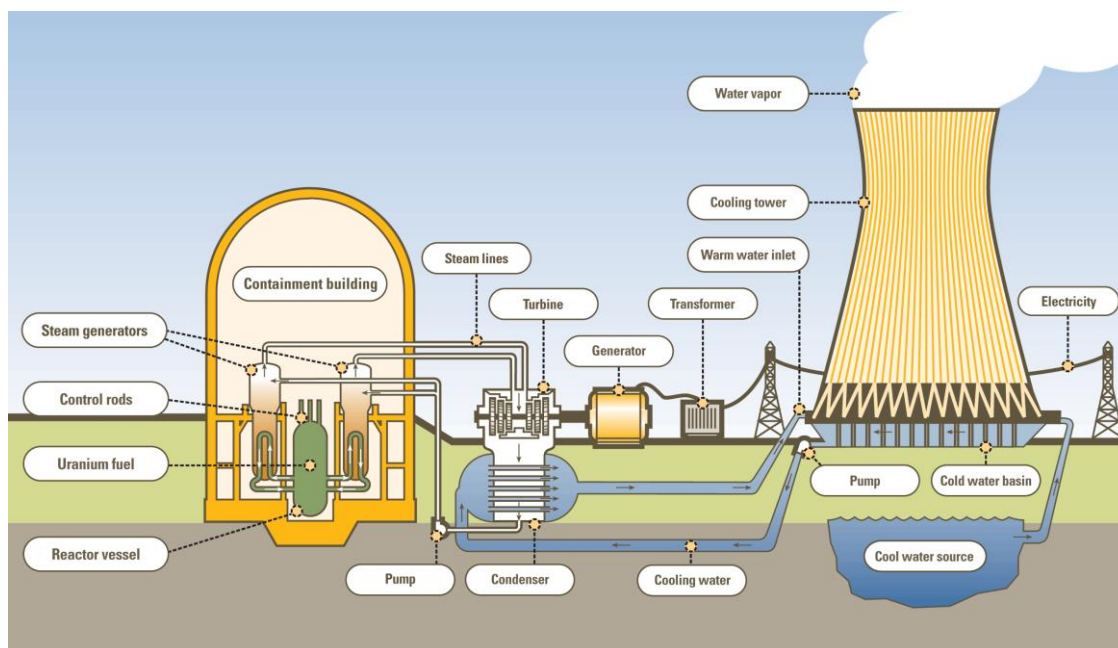 Water vapor
Cooling tower
Steam lines
Warm water inlet
Containment building
Turbine
Transformer
Electricity
Steam generators
Generator
Control rods
Uranium fuel
Pump
Cold water basin
Reactor vessel
Cool water source
Pump
Condenser
Cooling water